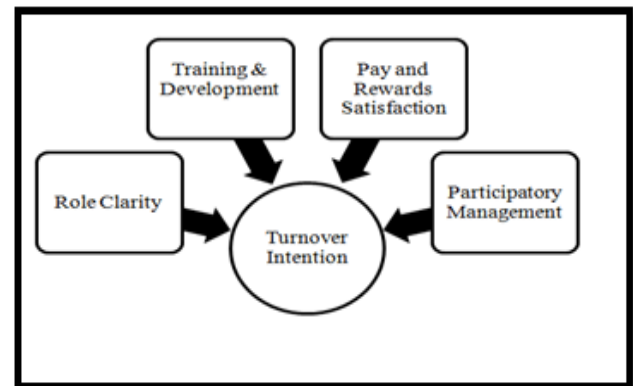 Training &
Development
Pay and
Rewards
Satisfaction
Role Clarity
Participatory
Management
Turnover
Intention